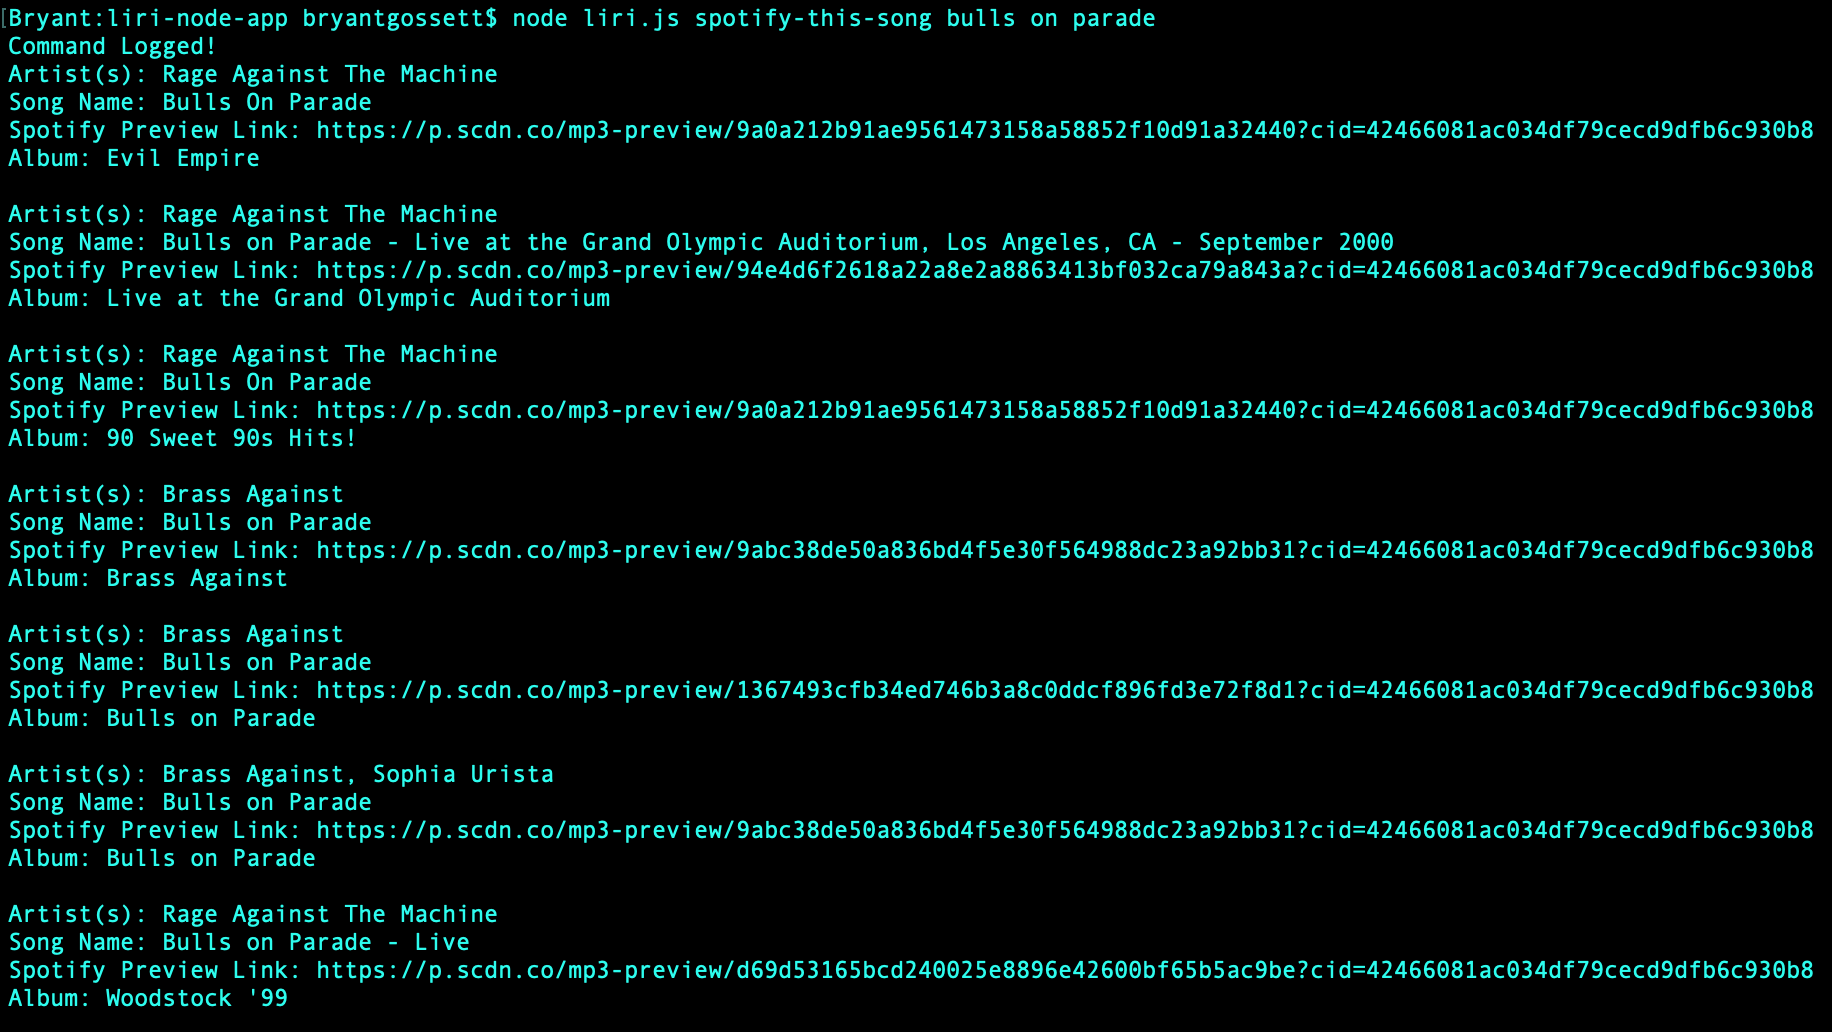 [Bryant:liri-node-app bryantgossett$ node liri.js spotify-this-song bulls on parade
Command Logged!
Artist(s): Rage Against The Machine
Song Name: Bulls On Parade
Spotify Preview Link: https://p.scdn.co/mp3-preview/9a0a212b91ae9561473158a58852f10d91a32440?cid=42466081ac034df79cecd9dfb6c930b8
Album: Evil Empire
Artist(s): Rage Against The Machine
Song Name: Bulls on Parade - Live at the Grand Olympic Auditorium, Los Angeles, CA - September 2000
Spotify Preview Link: https://p.scdn.co/mp3-preview/94e4d6f2618a22a8e2a8863413bf032ca79a843a?cid=42466081ac034df79cecd9dfb6c930b8
Album: Live at the Grand Olympic Auditorium
Artist(s): Rage Against The Machine
Song Name: Bulls On Parade
Spotify Preview Link: https://p.scdn.co/mp3-preview/9a0a212b91ae9561473158a58852f10d91a32440?cid=42466081ac034df79cecd9dfb6c930b8
Album: 90 Sweet 90s Hits!
Artist(s): Brass Against
Song Name: Bulls on Parade
Spotify Preview Link: https://p.scdn.co/mp3-preview/9abc38de50a836bd4f5e30f564988dc23a92bb31?cid=42466081ac034df79cecd9dfb6c930b8
Album: Brass Against
Artist(s): Brass Against
Song Name: Bulls on Parade
Spotify Preview Link: https://p.scdn.co/mp3-preview/1367493cfb34ed746b3a8c0ddcf896fd3e72f8d1?cid=42466081ac034df79cecd9dfb6c930b8
Album: Bulls on Parade
Artist(s): Brass Against, Sophia Urista
Song Name: Bulls on Parade
Spotify Preview Link: https://p.scdn.co/mp3-preview/9abc38de50a836bd4f5e30f564988dc23a92bb31?cid=42466081ac034df79cecd9dfb6c930b8
Album: Bulls on Parade
Artist(s): Rage Against The Machine
Song Name: Bulls on Parade - Live
Spotify Preview Link: https://p.scdn.co/mp3-preview/d69d53165bcd240025e8896e42600bf65b5ac9be?cid=42466081ac034df79cecd9dfb6c930b8
Album: Woodstock '99